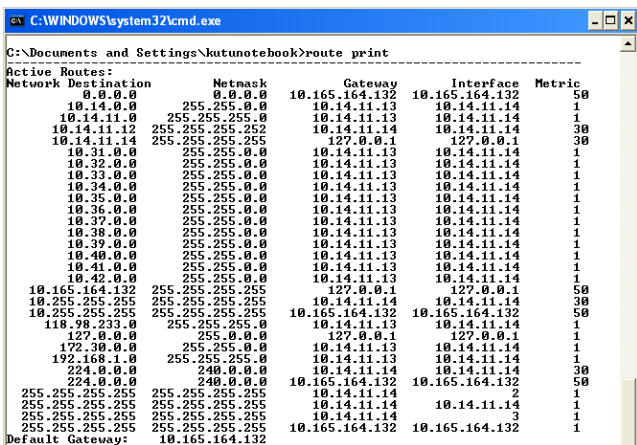 C:\WINDOWS\system32\cmd.exe
C:\Documents and Settings\kutunotebook>route print
Active Routes:
Network Destination Netmask Gateway Interface Metric
0.0.0.0 0.0.0.0 10.165.164.132 10.165.164.132 50
10.14.0.0 255.255.0.0 10.14.11.13 10.14.11.14 1
10.14.11.0 255.255.255.0 10.14.11.13 10.14.11.14 1
10.14.11.12 255.255.255.252 10.14.11.14 10.14.11.14 30
10.14.11.14 255.255.255.255 127.0.0.1 127.0.0.1 30
10.31.0.0 255.255.0.0 10.14.11.13 10.14.11.14 1
10.32.0.0 255.255.0.0 10.14.11.13 10.14.11.14 1
10.33.0.0 255.255.0.0 10.14.11.13 10.14.11.14 1
10.34.0.0 255.255.0.0 10.14.11.13 10.14.11.14 1
10.35.0.0 255.255.0.0 10.14.11.13 10.14.11.14 1
10.36.0.0 255.255.0.0 10.14.11.13 10.14.11.14 1
10.37.0.0 255.255.0.0 10.14.11.13 10.14.11.14 1
10.38.0.0 255.255.0.0 10.14.11.13 10.14.11.14 1
10.39.0.0 255.255.0.0 10.14.11.13 10.14.11.14 1
10.40.0.0 255.255.0.0 10.14.11.13 10.14.11.14 1
10.41.0.0 255.255.0.0 10.14.11.13 10.14.11.14 1
10.42.0.0 255.255.0.0 10.14.11.13 10.14.11.14 1
10.165.164.132 255.255.255.255 127.0.0.1 127.0.0.1 50
10.255.255.255 255.255.255.255 10.14.11.14 10.14.11.14 30
10.255.255.255 255.255.255.255 10.165.164.132 10.165.164.132 50
118.98.233.0 255.255.255.0 10.14.11.13 10.14.11.14 1
127.0.0.0 255.0.0.0 127.0.0.1 127.0.0.1 1
172.30.0.0 255.255.0.0 10.14.11.13 10.14.11.14 1
192.168.1.0 255.255.255.0 10.14.11.13 10.14.11.14 1
224.0.0.0 240.0.0.0 10.14.11.14 10.14.11.14 30
224.0.0.0 240.0.0.0 10.165.164.132 10.165.164.132 50
255.255.255.255 255.255.255.255 10.14.11.14 2 1
255.255.255.255 255.255.255.255 10.14.11.14 10.14.11.14 1
255.255.255.255 255.255.255.255 10.14.11.14 3 1
255.255.255.255 255.255.255.255 10.165.164.132 10.165.164.132 1
Default Gateway: 10.165.164.132